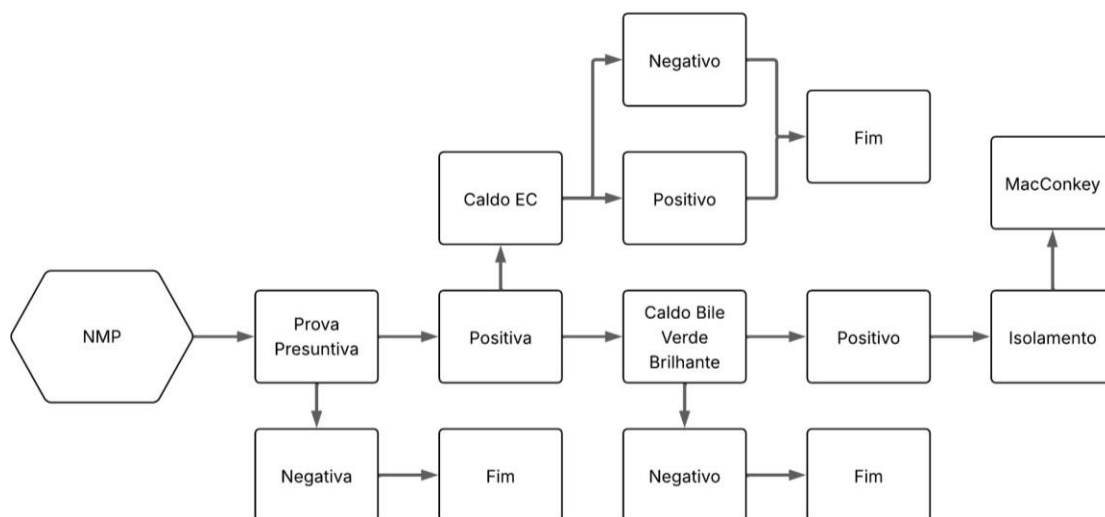 Negativo
Fim
MacConkey
Caldo EC
Positivo
NMP
Prova
Presuntiva
Positiva
Caldo Bile
Verde
Brilhante
Positivo
Isolamento
Negativa
Fim
Negativo
Fim